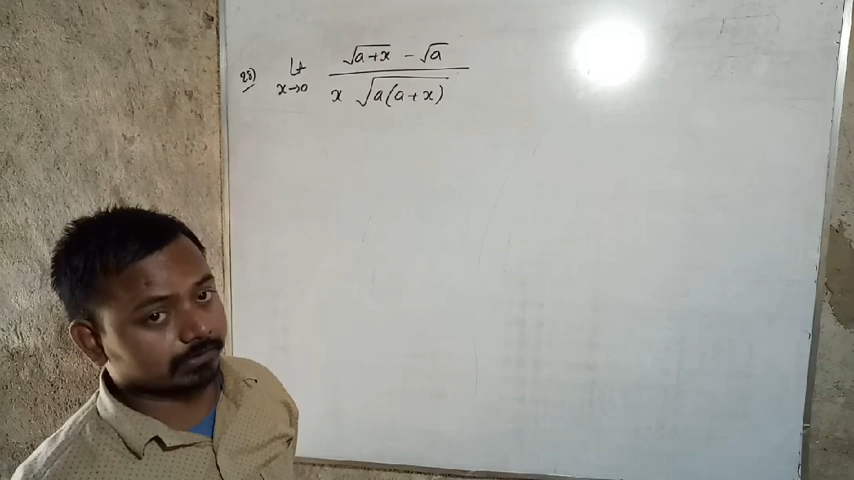 28) Lt x→0 (√(a+x) − √a) / (x √(a(a+x)))